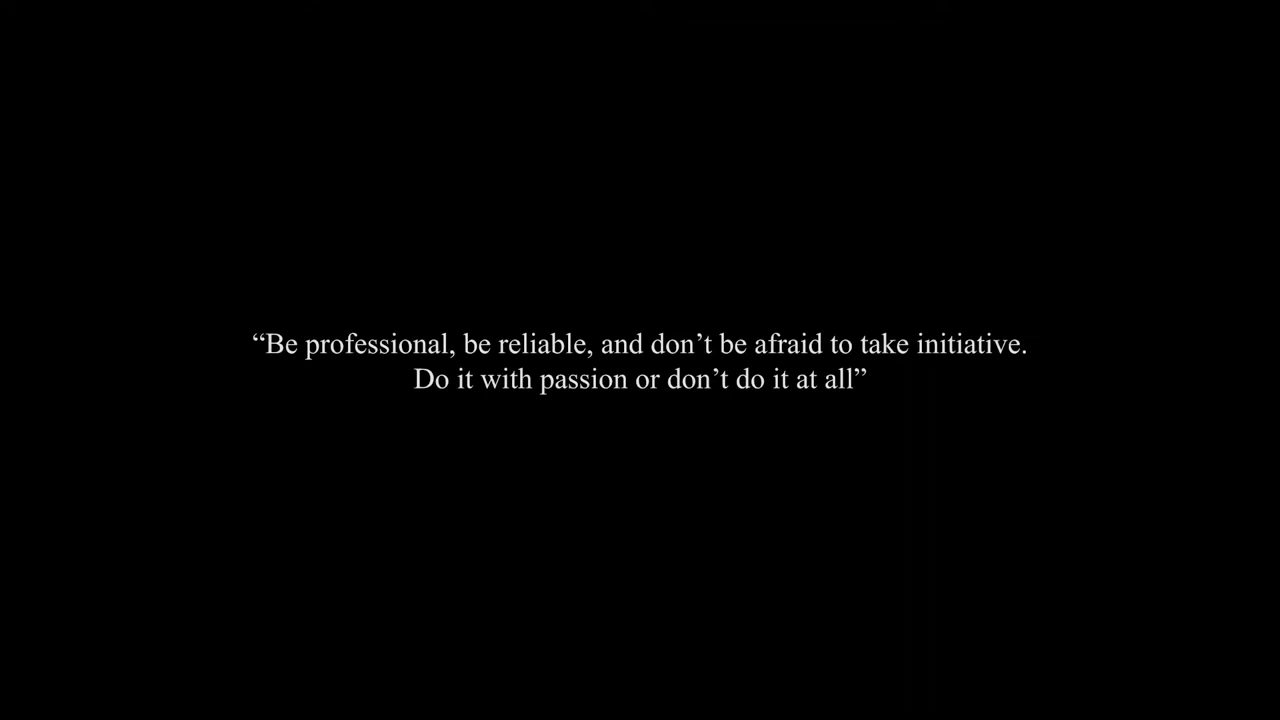 “Be professional, be reliable, and don’t be afraid to take initiative.
Do it with passion or don’t do it at all”